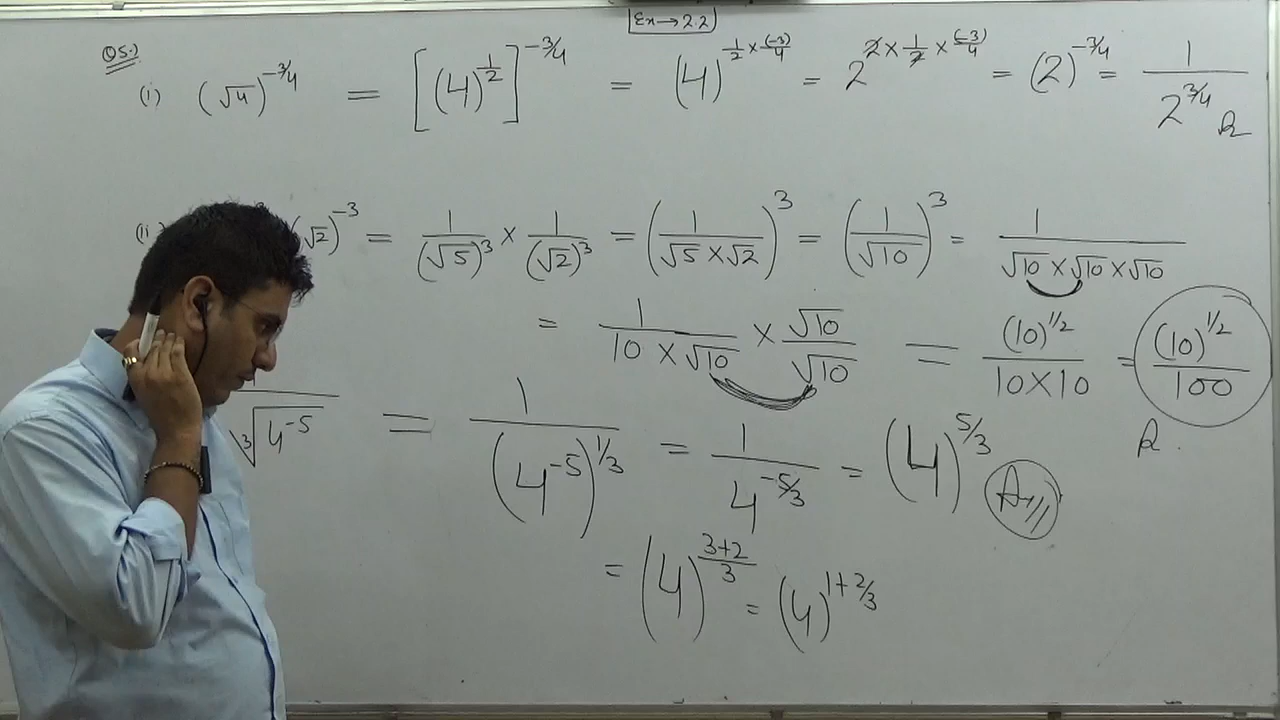 Ex→2.2
Q5.)
(i) (√4)^{-3/4} = [(4)^{1/2}]^{-3/4} = (4)^{1/2 × (-3)/4} = 2^{2 × 1/2 × (-3)/4} = (2)^{-3/4} = 1/2^{3/4}
(√2)^{-3} = 1/(√5)^3 × 1/(√2)^3 = (1/(√5 × √2))^3 = (1/√10)^3 = 1/(√10 × √10 × √10)
= 1/(10 × √10) × √10/√10 = (10)^{1/2}/(10 × 10) = (10)^{1/2}/100
∛(4^{-5}) = 1/(4^{-5})^{1/3} = 1/4^{-5/3} = (4)^{5/3}
= (4)^{(3+2)/3} = (4)^{1+2/3}